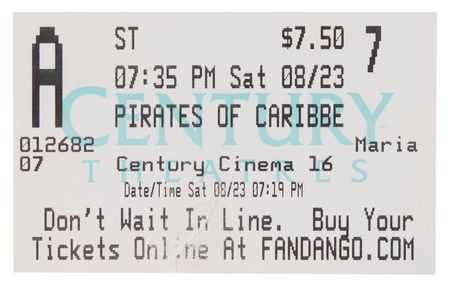 A ST $7.50 7
07:35 PM Sat 08/23
PIRATES OF CARIBBE
012682 Maria
07 Century Cinema 16
Date/Time Sat 08/23 07:19 PM
Don't Wait In Line. Buy Your
Tickets Online At FANDANGO.COM
CENTURY
THEATRES